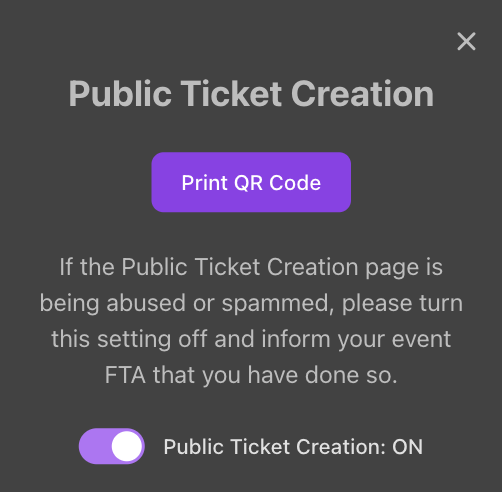 Public Ticket Creation
Print QR Code
If the Public Ticket Creation page is
being abused or spammed, please turn
this setting off and inform your event
FTA that you have done so.
Public Ticket Creation: ON